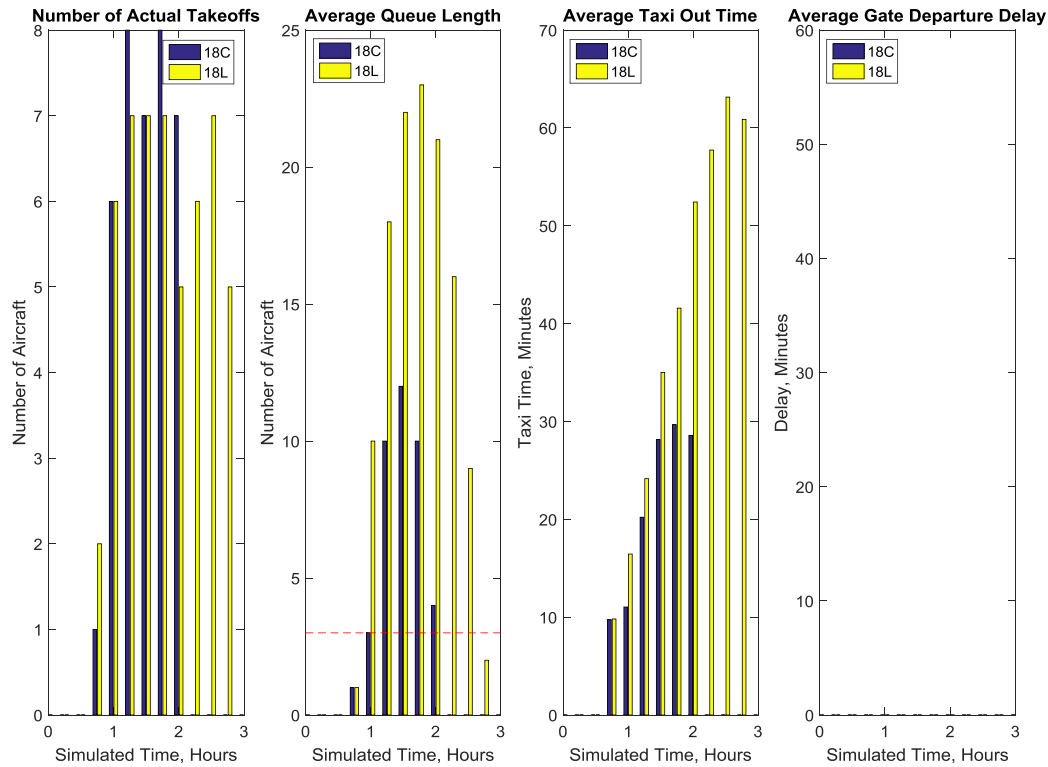 Number of Actual Takeoffs
8
7
6
5
4
3
2
1
0
Number of Aircraft
18C
18L
0 1 2 3
Simulated Time, Hours
Average Queue Length
25
20
15
10
5
0
Number of Aircraft
18C
18L
0 1 2 3
Simulated Time, Hours
Average Taxi Out Time
70
60
50
40
30
20
10
0
Taxi Time, Minutes
18C
18L
0 1 2 3
Simulated Time, Hours
Average Gate Departure Delay
60
50
40
30
20
10
0
Delay, Minutes
18C
18L
0 1 2 3
Simulated Time, Hours